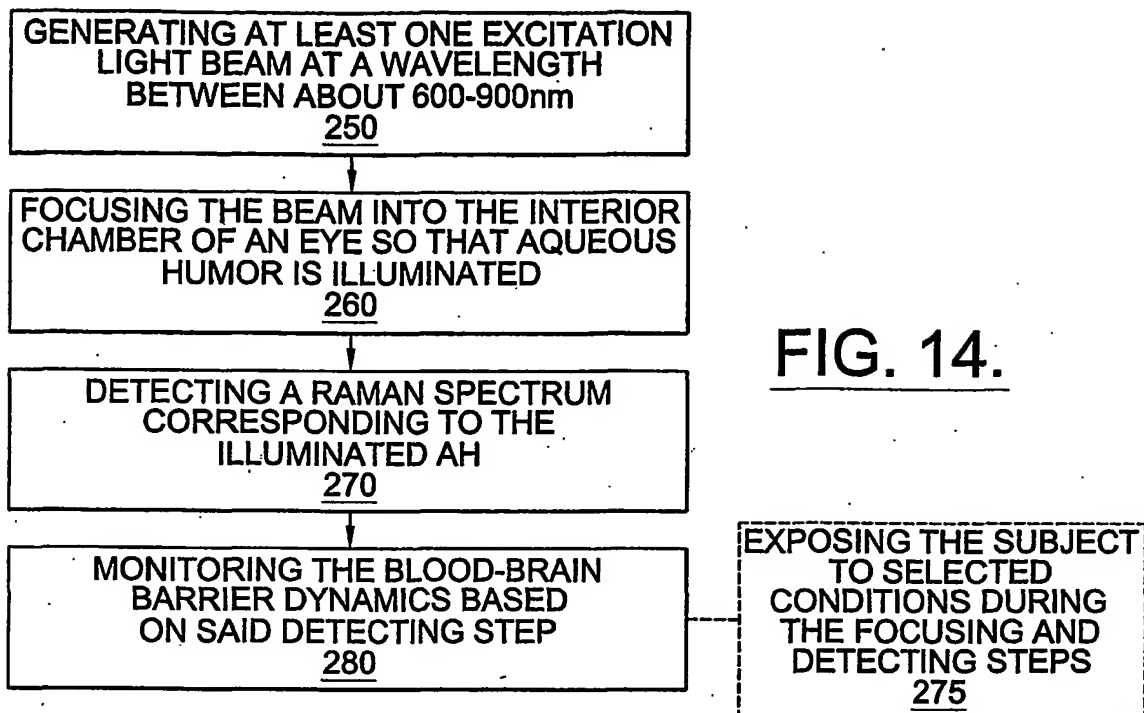 GENERATING AT LEAST ONE EXCITATION
LIGHT BEAM AT A WAVELENGTH
BETWEEN ABOUT 600-900nm
250
FOCUSING THE BEAM INTO THE INTERIOR
CHAMBER OF AN EYE SO THAT AQUEOUS
HUMOR IS ILLUMINATED
260
DETECTING A RAMAN SPECTRUM
CORRESPONDING TO THE
ILLUMINATED AH
270
MONITORING THE BLOOD-BRAIN
BARRIER DYNAMICS BASED
ON SAID DETECTING STEP
280
EXPOSING THE SUBJECT
TO SELECTED
CONDITIONS DURING
THE FOCUSING AND
DETECTING STEPS
275
FIG. 14.